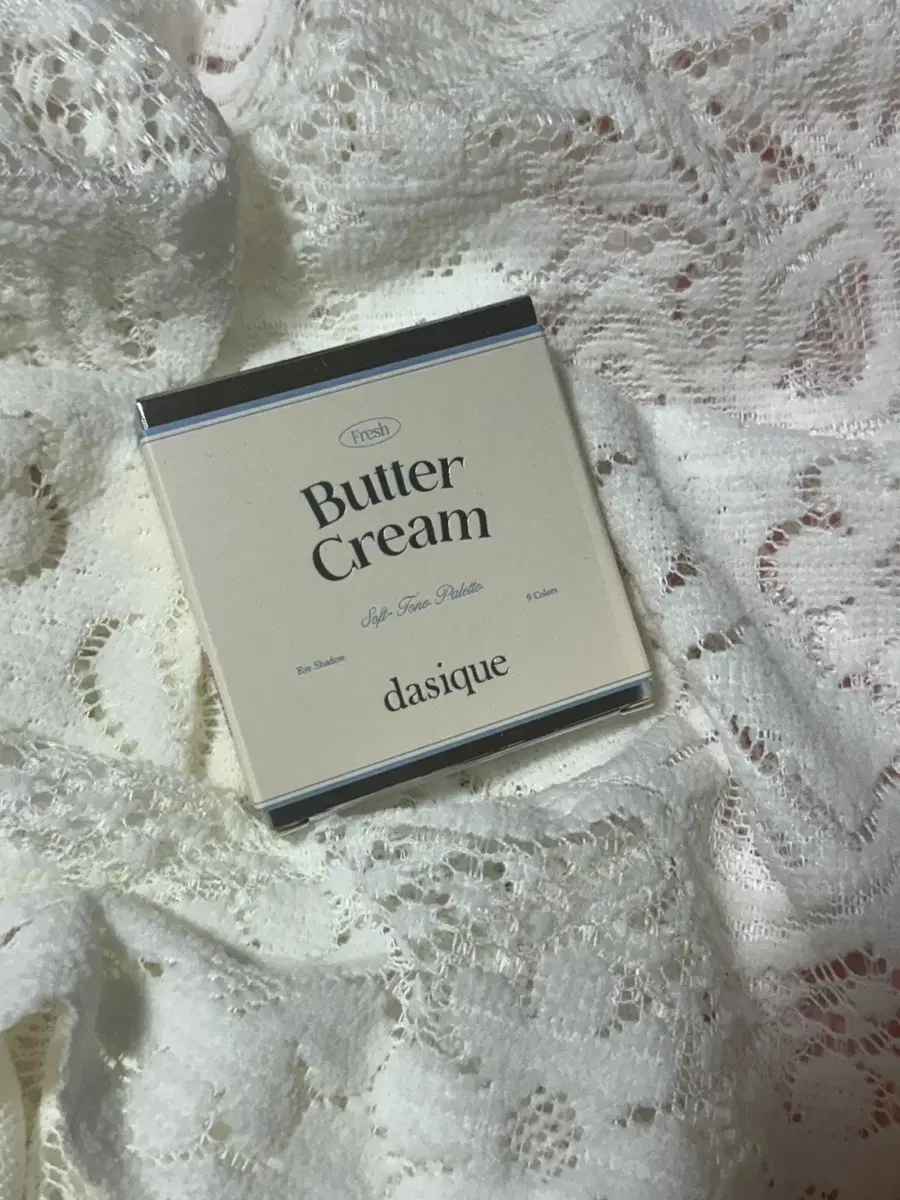 Fresh
Butter
Cream
Soft-Tone Palette
9 Colors
Eye Shadow
dasique